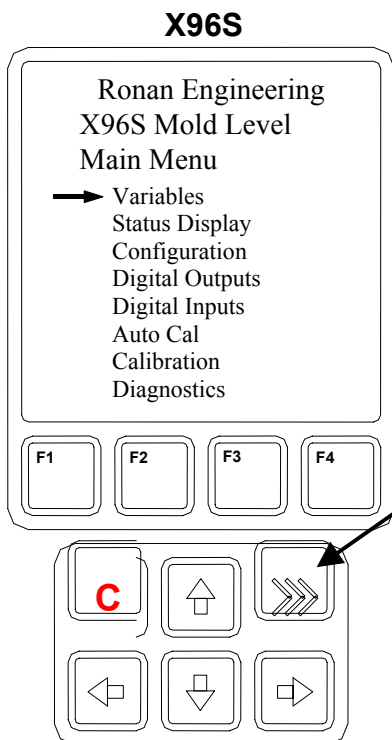 X96S
Ronan Engineering
X96S Mold Level
Main Menu
Variables
Status Display
Configuration
Digital Outputs
Digital Inputs
Auto Cal
Calibration
Diagnostics
F1 F2 F3 F4
C